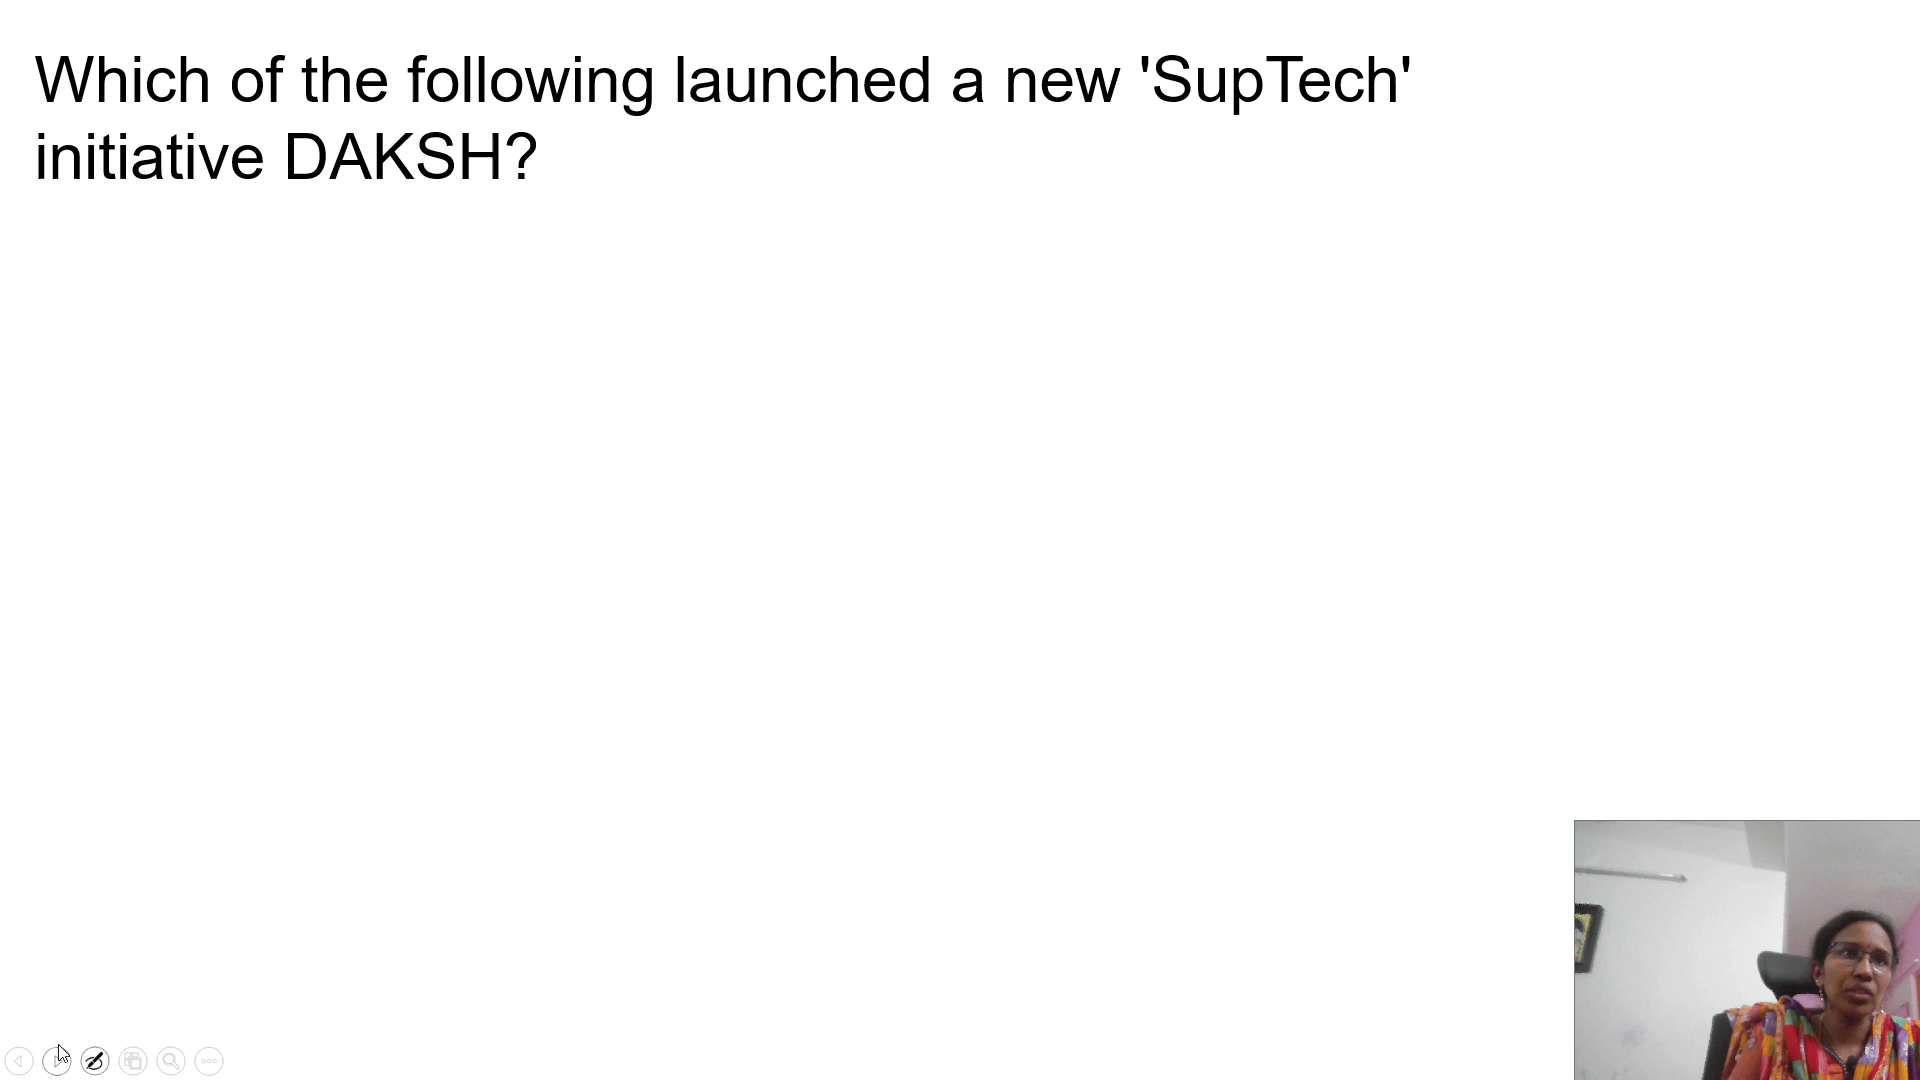 Which of the following launched a new 'SupTech'
initiative DAKSH?